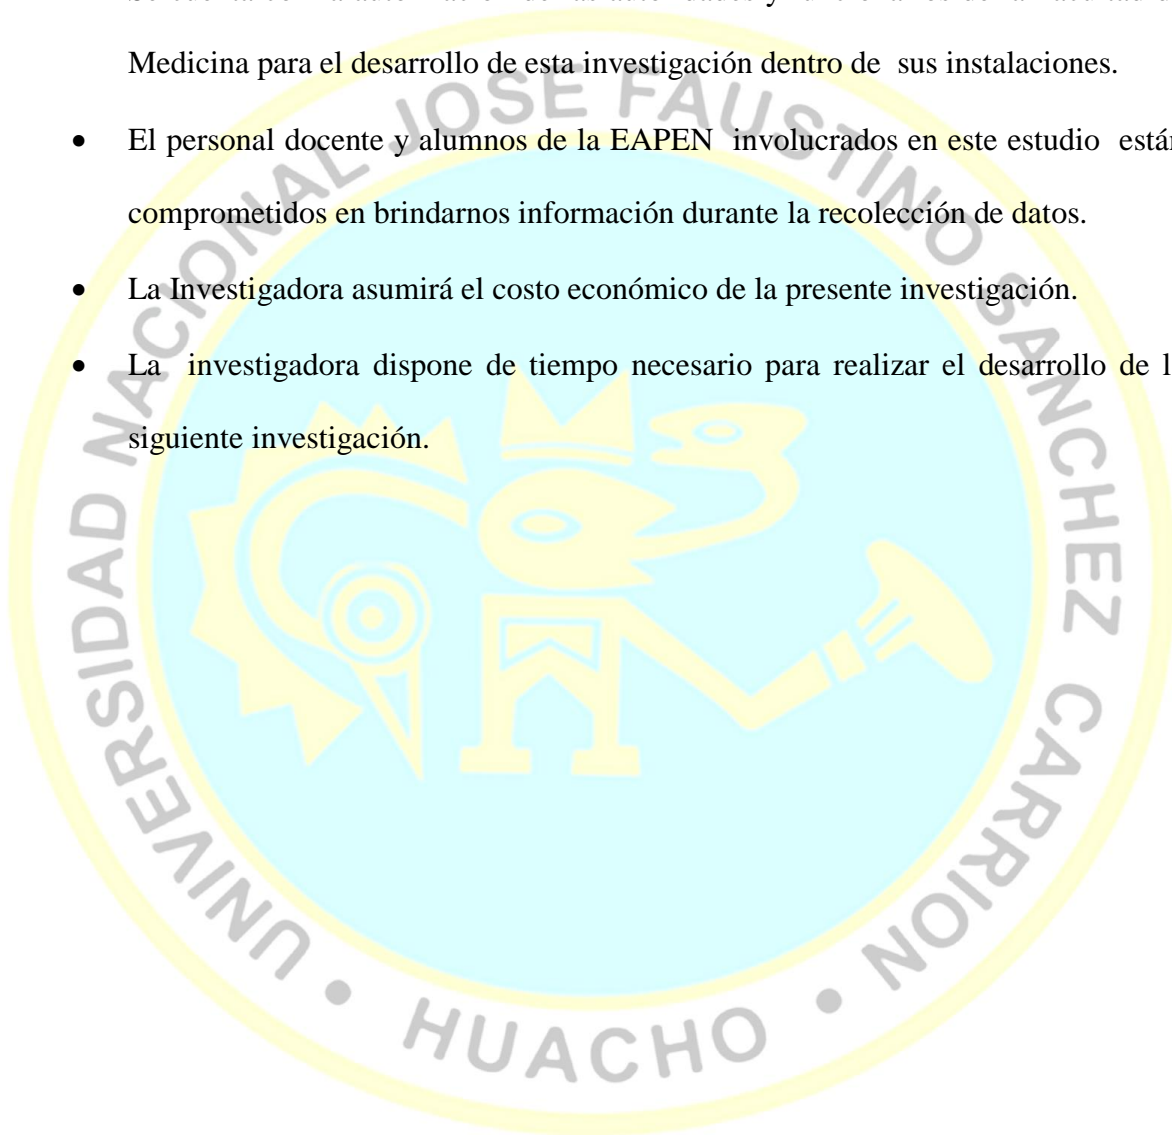 Medicina para el desarrollo de esta investigación dentro de sus instalaciones.
• El personal docente y alumnos de la EAPEN involucrados en este estudio están
comprometidos en brindarnos información durante la recolección de datos.
• La Investigadora asumirá el costo económico de la presente investigación.
• La investigadora dispone de tiempo necesario para realizar el desarrollo de l
siguiente investigación.
UNIVERSIDAD NACIONAL JOSE FAUSTINO SANCHEZ CARRION
• HUACHO •